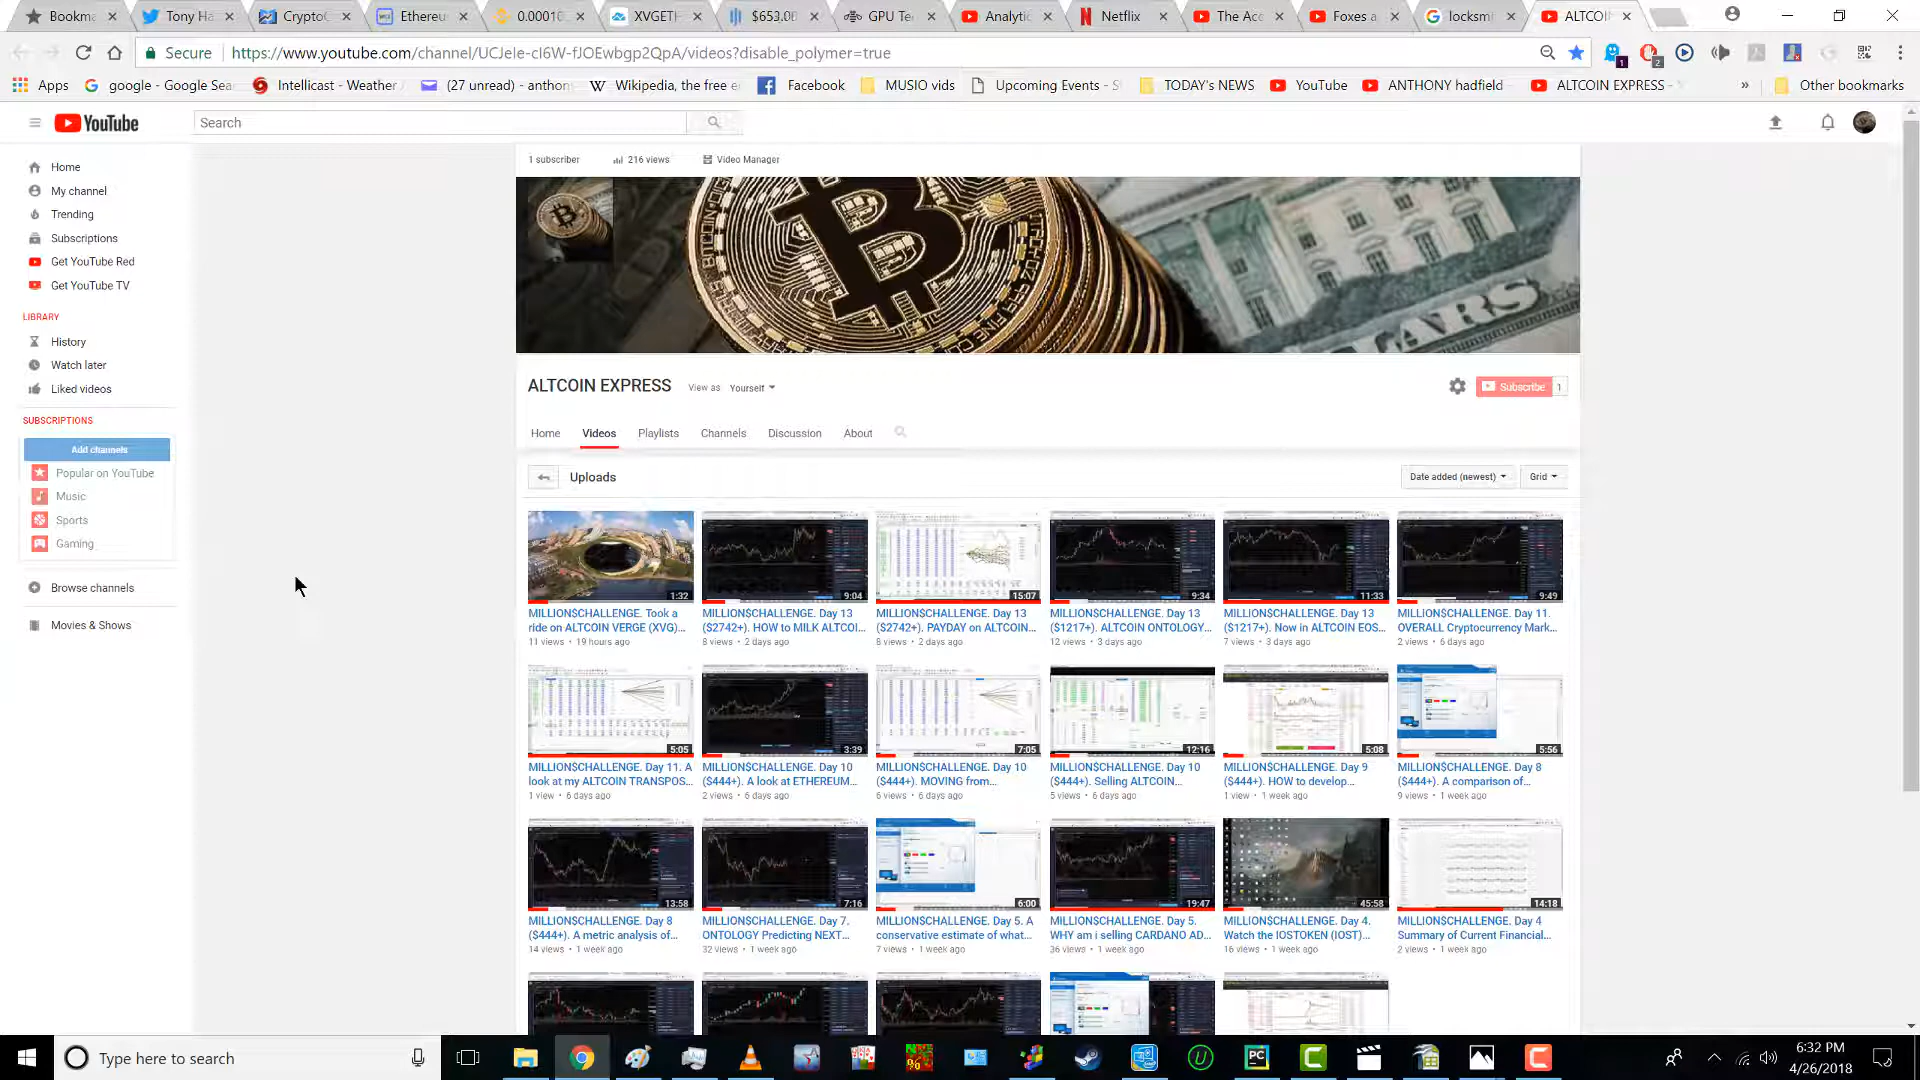 Bookma
Tony Ha
Crypto
Ethereu
0.00010
XVGETH
$653.0
GPU Te
Analytic
Netflix
The Ace
Foxes a
locksmi
ALTCOI
Secure
https://www.youtube.com/channel/UCJeIe-cI6W-fJOEwbgp2QpA/videos?disable_polymer=true
Apps
google - Google Sea
Intellicast - Weather
(27 unread) - anthon
Wikipedia, the free e
Facebook
MUSIO vids
Upcoming Events - S
TODAY's NEWS
YouTube
ANTHONY hadfield
ALTCOIN EXPRESS -
»
Other bookmarks
YouTube
Search
Home
My channel
Trending
Subscriptions
Get YouTube Red
Get YouTube TV
LIBRARY
History
Watch later
Liked videos
SUBSCRIPTIONS
Add channels
Popular on YouTube
Music
Sports
Gaming
Browse channels
Movies & Shows
1 subscriber
216 views
Video Manager
ALTCOIN EXPRESS
View as
Yourself
Subscribe
1
Home
Videos
Playlists
Channels
Discussion
About
Uploads
Date added (newest)
Grid
1:32
MILLION$CHALLENGE. Took a
ride on ALTCOIN VERGE (XVG)...
11 views • 19 hours ago
9:04
MILLION$CHALLENGE. Day 13
($2742+). HOW to MILK ALTCOI...
8 views • 2 days ago
15:07
MILLION$CHALLENGE. Day 13
($2742+). PAYDAY on ALTCOIN...
8 views • 2 days ago
9:34
MILLION$CHALLENGE. Day 13
($1217+). ALTCOIN ONTOLOGY...
12 views • 3 days ago
11:33
MILLION$CHALLENGE. Day 13
($1217+). Now in ALTCOIN EOS...
7 views • 3 days ago
9:49
MILLION$CHALLENGE. Day 11.
OVERALL Cryptocurrency Mark...
2 views • 6 days ago
5:05
MILLION$CHALLENGE. Day 11. A
look at my ALTCOIN TRANSPOS...
1 view • 6 days ago
3:39
MILLION$CHALLENGE. Day 10
($444+). A look at ETHEREUM...
2 views • 6 days ago
7:05
MILLION$CHALLENGE. Day 10
($444+). MOVING from...
6 views • 6 days ago
12:16
MILLION$CHALLENGE. Day 10
($444+). Selling ALTCOIN...
5 views • 6 days ago
5:08
MILLION$CHALLENGE. Day 9
($444+). HOW to develop...
1 view • 1 week ago
5:56
MILLION$CHALLENGE. Day 8
($444+). A comparison of...
9 views • 1 week ago
13:58
MILLION$CHALLENGE. Day 8
($444+). A metric analysis of...
14 views • 1 week ago
7:16
MILLION$CHALLENGE. Day 7.
ONTOLOGY Predicting NEXT...
32 views • 1 week ago
6:00
MILLION$CHALLENGE. Day 5. A
conservative estimate of what...
7 views • 1 week ago
19:47
MILLION$CHALLENGE. Day 5.
WHY am i selling CARDANO AD...
36 views • 1 week ago
45:58
MILLION$CHALLENGE. Day 4.
Watch the IOSTOKEN (IOST)...
16 views • 1 week ago
14:18
MILLION$CHALLENGE. Day 4
Summary of Current Financial...
2 views • 1 week ago
Type here to search
6:32 PM
4/26/2018